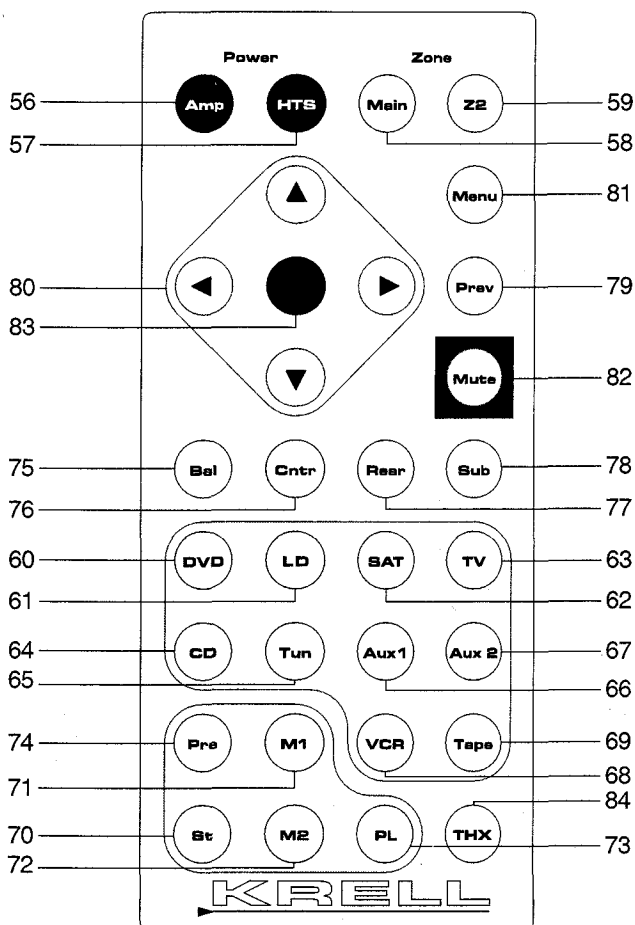 Power Zone
56 Amp HTS Main Z2 59
57 58
Menu 81
80 Prev 79
83
Mute 82
75 Bal Cntr Rear Sub 78
76 77
60 DVD LD SAT TV 63
61 62
64 CD Tun Aux1 Aux 2 67
65 66
74 Pre M1 VCR Tape 69
71 68
84
70 St M2 PL THX
72 73
KRELL